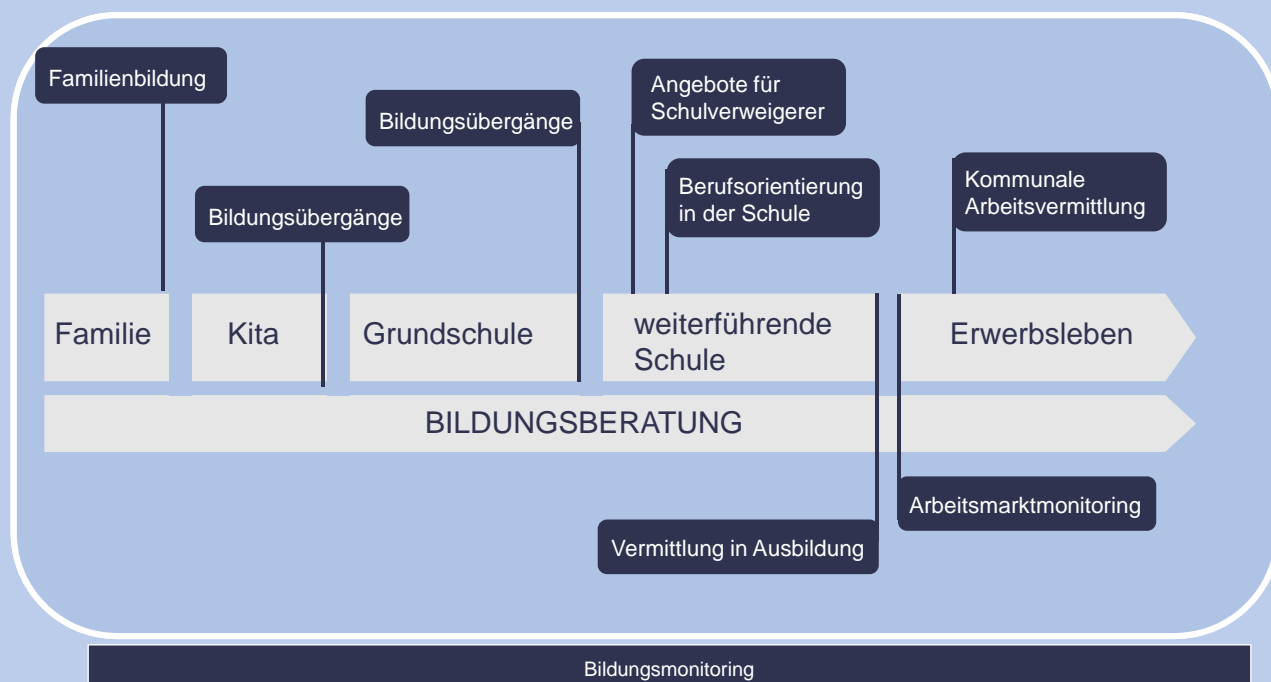 Familienbildung
Bildungsübergänge
Bildungsübergänge
Angebote für
Schulverweigerer
Berufsorientierung
in der Schule
Kommunale
Arbeitsvermittlung
Familie
Kita
Grundschule
weiterführende
Schule
Erwerbsleben
BILDUNGSBERATUNG
Vermittlung in Ausbildung
Arbeitsmarktmonitoring
Bildungsmonitoring